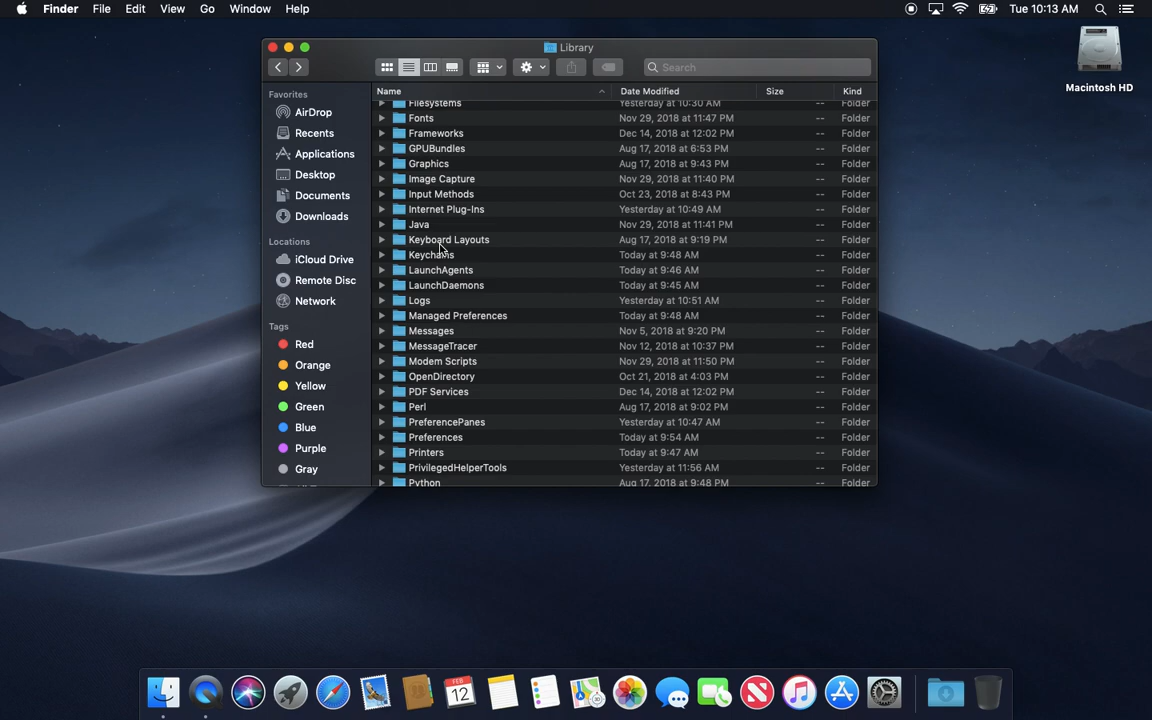 Finder File Edit View Go Window Help Tue 10:13 AM
Macintosh HD
Library
Search
Favorites
AirDrop
Recents
Applications
Desktop
Documents
Downloads
Locations
iCloud Drive
Remote Disc
Network
Tags
Red
Orange
Yellow
Green
Blue
Purple
Gray
Name Date Modified Size Kind
Filesystems Yesterday at 10:30 AM -- Folder
Fonts Nov 29, 2018 at 11:47 PM -- Folder
Frameworks Dec 14, 2018 at 12:02 PM -- Folder
GPUBundles Aug 17, 2018 at 6:53 PM -- Folder
Graphics Aug 17, 2018 at 9:43 PM -- Folder
Image Capture Nov 29, 2018 at 11:40 PM -- Folder
Input Methods Oct 23, 2018 at 8:43 PM -- Folder
Internet Plug-Ins Yesterday at 10:49 AM -- Folder
Java Nov 29, 2018 at 11:41 PM -- Folder
Keyboard Layouts Aug 17, 2018 at 9:19 PM -- Folder
Keychains Today at 9:48 AM -- Folder
LaunchAgents Today at 9:46 AM -- Folder
LaunchDaemons Today at 9:45 AM -- Folder
Logs Yesterday at 10:51 AM -- Folder
Managed Preferences Today at 9:48 AM -- Folder
Messages Nov 5, 2018 at 9:20 PM -- Folder
MessageTracer Nov 12, 2018 at 10:37 PM -- Folder
Modem Scripts Nov 29, 2018 at 11:50 PM -- Folder
OpenDirectory Oct 21, 2018 at 4:03 PM -- Folder
PDF Services Dec 14, 2018 at 12:02 PM -- Folder
Perl Aug 17, 2018 at 9:02 PM -- Folder
PreferencePanes Yesterday at 10:47 AM -- Folder
Preferences Today at 9:54 AM -- Folder
Printers Today at 9:47 AM -- Folder
PrivilegedHelperTools Yesterday at 11:56 AM -- Folder
Python Aug 17, 2018 at 9:48 PM -- Folder
FEB
12